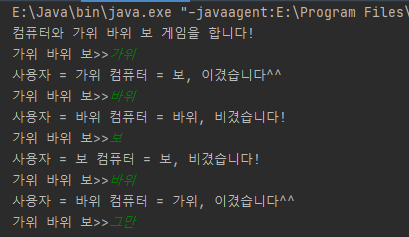 E:\Java\bin\java.exe "-javaagent:E:\Program Files\
컴퓨터와 가위 바위 보 게임을 합니다!
가위 바위 보>>가위
사용자 = 가위 컴퓨터 = 보, 이겼습니다^^
가위 바위 보>>바위
사용자 = 바위 컴퓨터 = 바위, 비겼습니다!
가위 바위 보>>보
사용자 = 보 컴퓨터 = 보, 비겼습니다!
가위 바위 보>>바위
사용자 = 바위 컴퓨터 = 가위, 이겼습니다^^
가위 바위 보>>그만